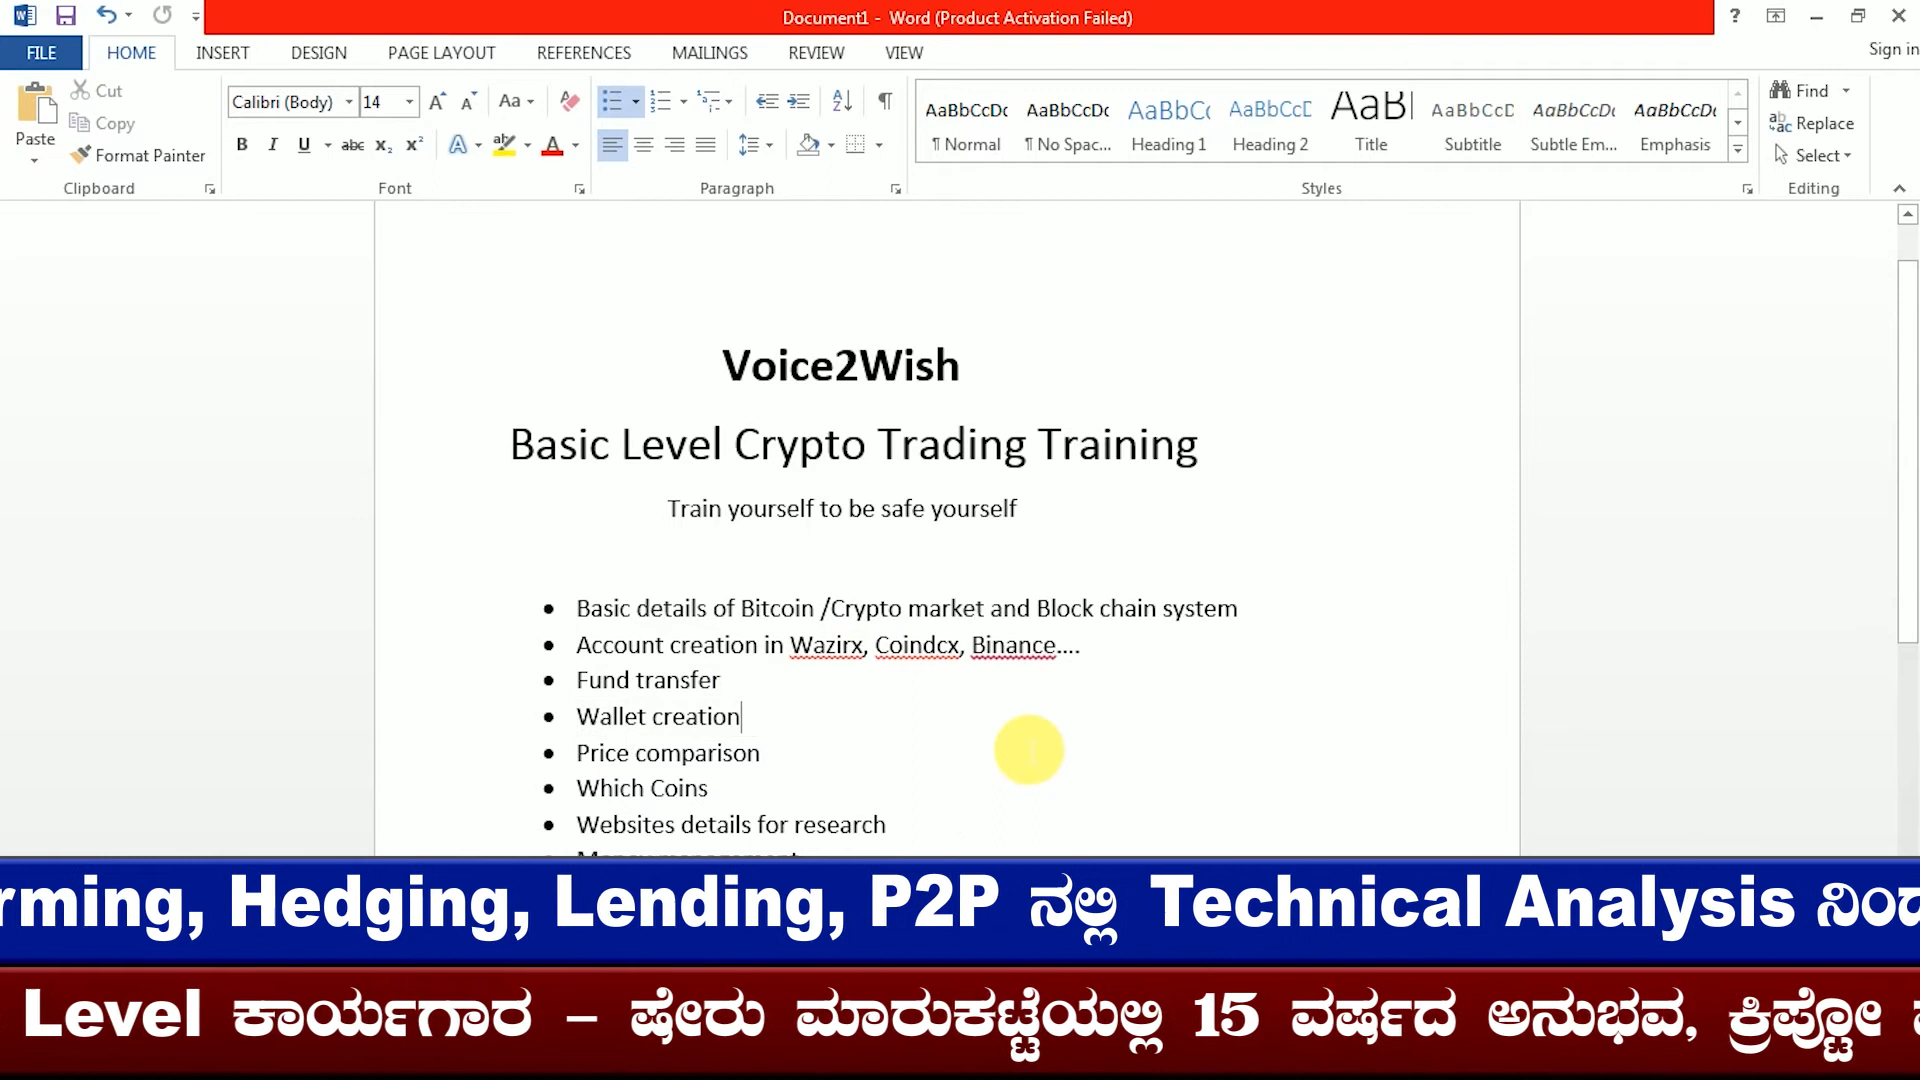 Document1 - Word (Product Activation Failed)
FILE HOME INSERT DESIGN PAGE LAYOUT REFERENCES MAILINGS REVIEW VIEW Sign in
Cut
Copy
Paste
Format Painter
Clipboard
Calibri (Body) 14
Font
Paragraph
AaBbCcDc AaBbCcDc AaBbCc AaBbCcD AaB AaBbCcD AaBbCcDc AaBbCcDc
¶ Normal ¶ No Spac... Heading 1 Heading 2 Title Subtitle Subtle Em... Emphasis
Styles
Find
Replace
Select
Editing
Voice2Wish
Basic Level Crypto Trading Training
Train yourself to be safe yourself
• Basic details of Bitcoin /Crypto market and Block chain system
• Account creation in Wazirx, Coindcx, Binance....
• Fund transfer
• Wallet creation
• Price comparison
• Which Coins
• Websites details for research
rming, Hedging, Lending, P2P ನಲ್ಲಿ Technical Analysis
Level ಕಾರ್ಯಗಾರ – ಷೇರು ಮಾರುಕಟ್ಟೆಯಲ್ಲಿ 15 ವರ್ಷದ ಅನುಭವ, ಕ್ರಿಪ್ಟೋ